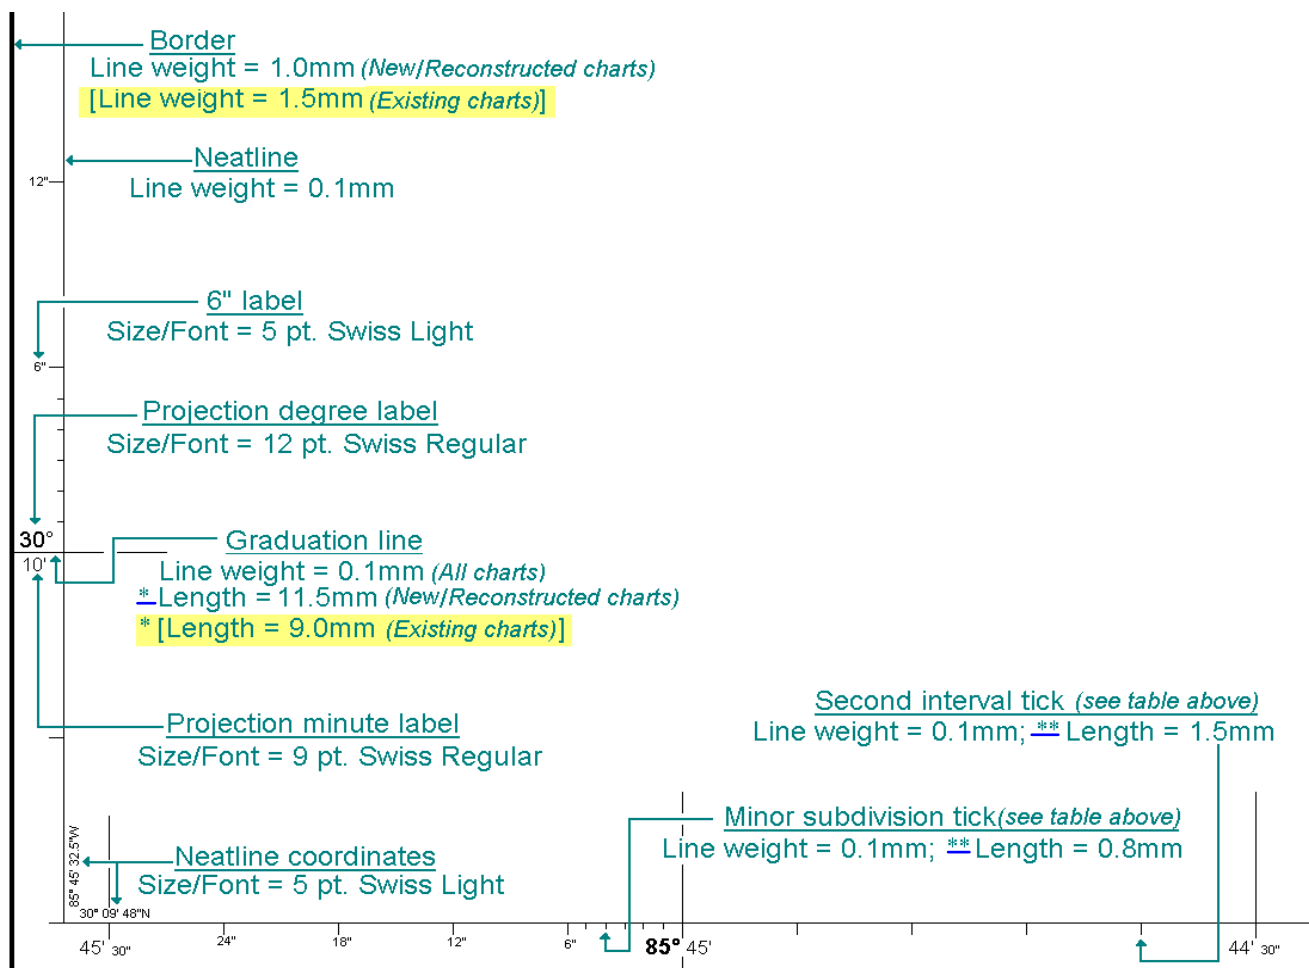 Border
Line weight = 1.0mm (New/Reconstructed charts)
[Line weight = 1.5mm (Existing charts)]
Neatline
12"
Line weight = 0.1mm
6" label
Size/Font = 5 pt. Swiss Light
6"
Projection degree label
Size/Font = 12 pt. Swiss Regular
30°
Graduation line
10'
Line weight = 0.1mm (All charts)
* Length = 11.5mm (New/Reconstructed charts)
* [Length = 9.0mm (Existing charts)]
Second interval tick (see table above)
Projection minute label
Line weight = 0.1mm; ** Length = 1.5mm
Size/Font = 9 pt. Swiss Regular
Minor subdivision tick(see table above)
Line weight = 0.1mm; ** Length = 0.8mm
85° 45' 32.5"W
Neatline coordinates
Size/Font = 5 pt. Swiss Light
30° 09' 48"N
45' 30" 24" 18" 12" 6" 85° 45' 44' 30"